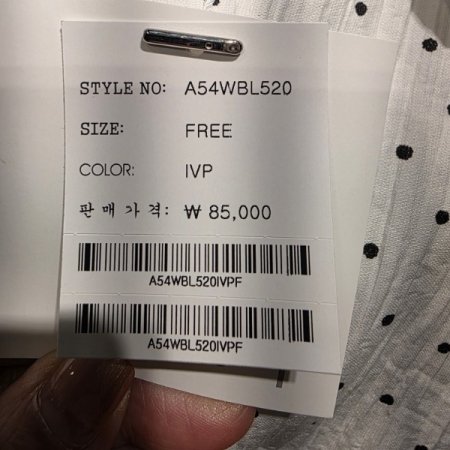 STYLE NO: A54WBL520
SIZE: FREE
COLOR: IVP
판매가격: ₩ 85,000
A54WBL520IVPF
A54WBL520IVPF